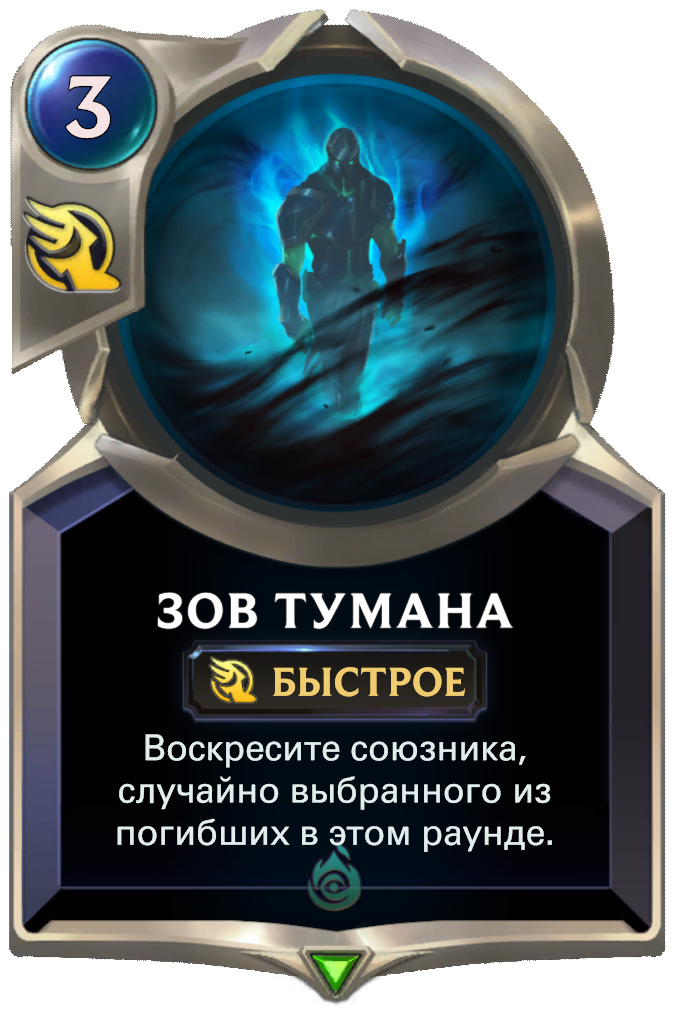 3
ЗОВ ТУМАНА
БЫСТРОЕ
Воскресите союзника,
случайно выбранного из
погибших в этом раунде.